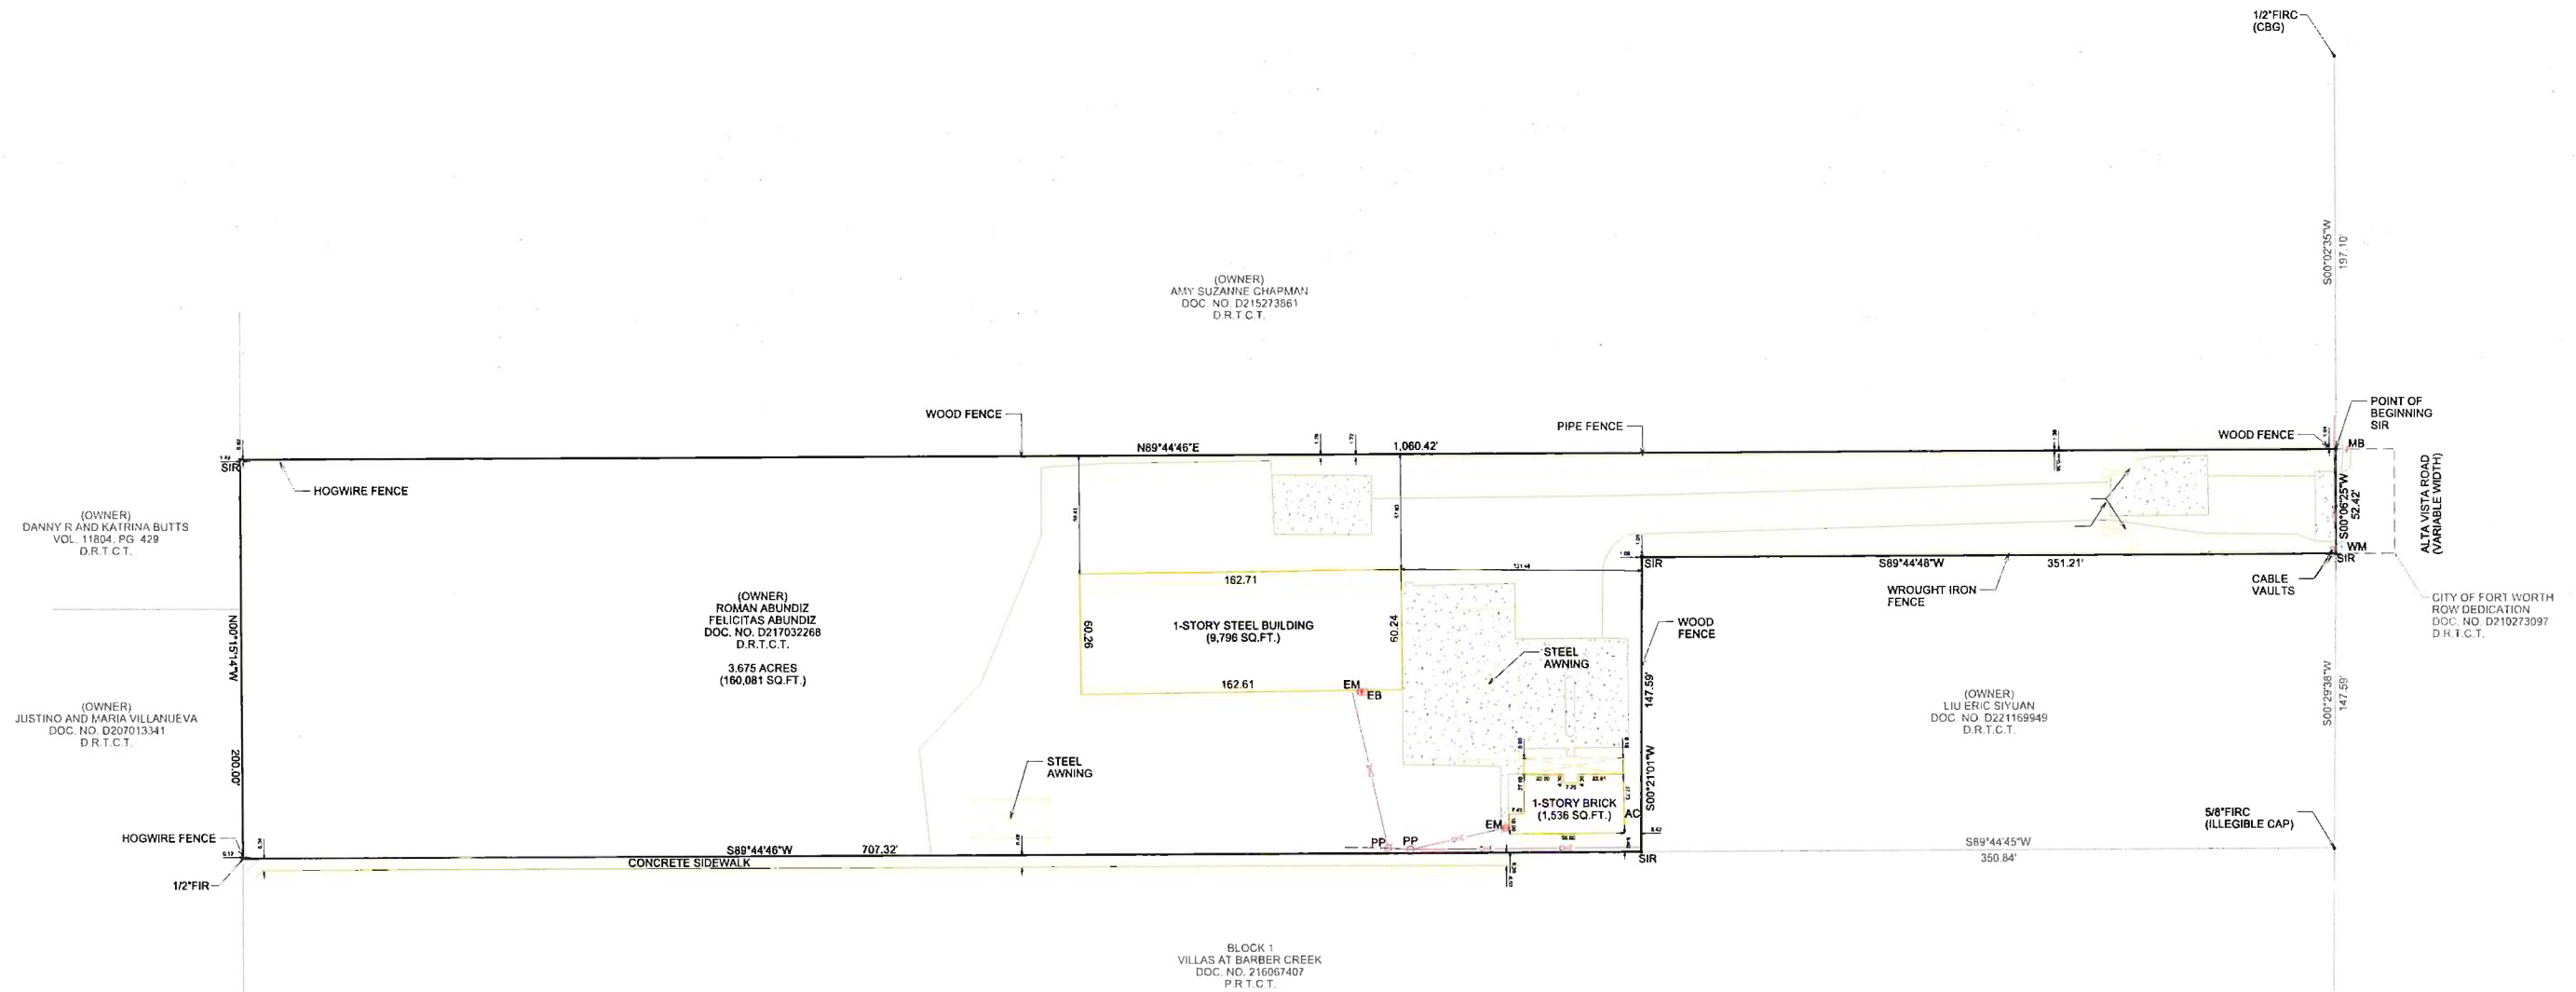 1/2"FIRC
(CBG)
S00°02'35"W
197.10'
(OWNER)
AMY SUZANNE CHAPMAN
DOC. NO. D215273861
D.R.T.C.T.
WOOD FENCE
N89°44'46"E
1,060.42'
PIPE FENCE
WOOD FENCE
POINT OF
BEGINNING
SIR
MB
SIR
HOGWIRE FENCE
(OWNER)
DANNY R AND KATRINA BUTTS
VOL. 11804, PG 429
D.R.T.C.T.
S00°06'25"W
52.42'
ALTA VISTA ROAD
(VARIABLE WIDTH)
WM
SIR
SIR
S89°44'48"W
351.21'
CABLE
VAULTS
WROUGHT IRON
FENCE
CITY OF FORT WORTH
ROW DEDICATION
DOC. NO. D210273097
D.R.T.C.T.
162.71
131.48
(OWNER)
ROMAN ABUNDIZ
FELICITAS ABUNDIZ
DOC. NO. D217032268
D.R.T.C.T.
3.675 ACRES
(160,081 SQ.FT.)
60.26
1-STORY STEEL BUILDING
(9,796 SQ.FT.)
60.24
162.61
WOOD
FENCE
STEEL
AWNING
EM
EB
N00°15'14"W
200.00'
(OWNER)
JUSTINO AND MARIA VILLANUEVA
DOC. NO. D207013341
D.R.T.C.T.
147.59'
S00°21'01"W
(OWNER)
LIU ERIC SIYUAN
DOC. NO. D221169949
D.R.T.C.T.
S00°29'38"W
147.59'
STEEL
AWNING
1-STORY BRICK
(1,536 SQ.FT.)
AC
EM
PP
PP
5/8"FIRC
(ILLEGIBLE CAP)
HOGWIRE FENCE
S89°44'46"W
707.32'
CONCRETE SIDEWALK
SIR
S89°44'45"W
350.84'
1/2"FIR
BLOCK 1
VILLAS AT BARBER CREEK
DOC. NO. 216067407
P.R.T.C.T.